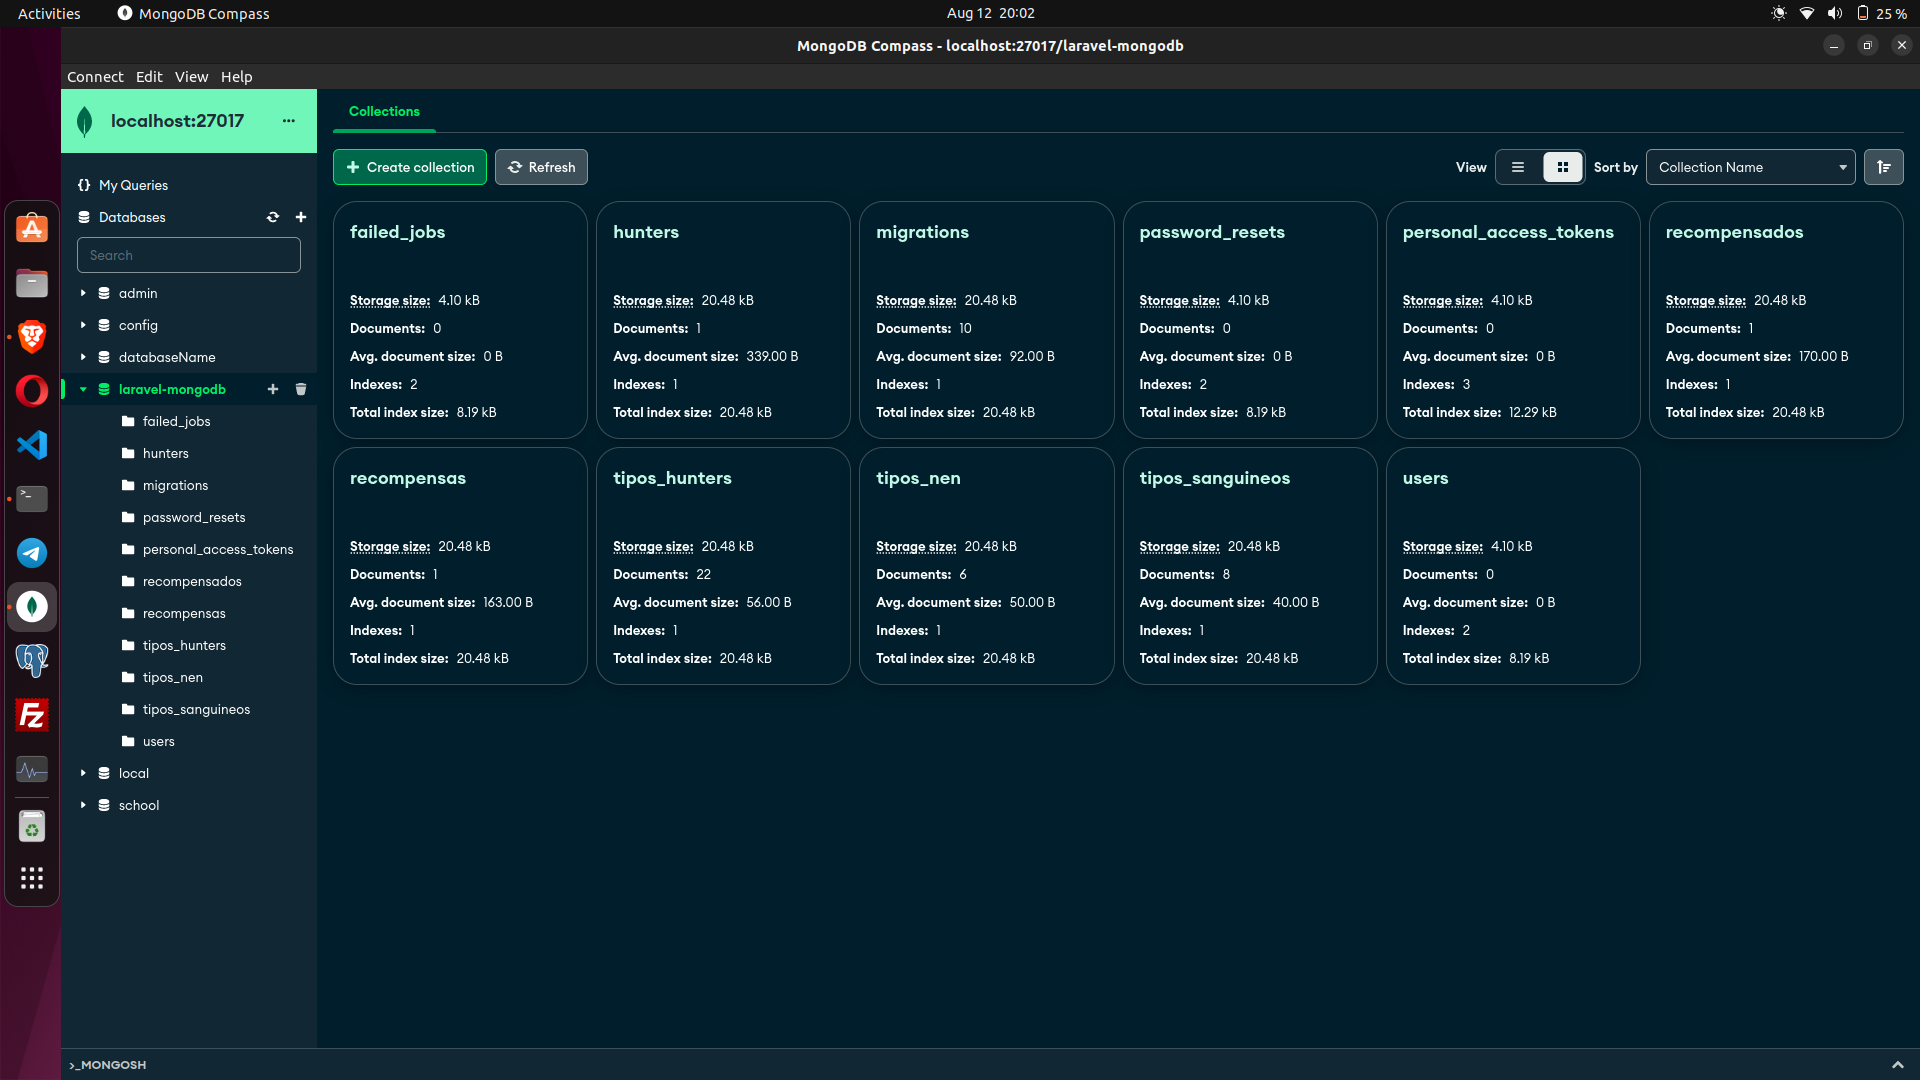 Activities MongoDB Compass Aug 12 20:02 25 %
MongoDB Compass - localhost:27017/laravel-mongodb
Connect Edit View Help
localhost:27017
My Queries
Databases
Search
admin
config
databaseName
laravel-mongodb
failed_jobs
hunters
migrations
password_resets
personal_access_tokens
recompensados
recompensas
tipos_hunters
tipos_nen
tipos_sanguineos
users
local
school
Collections
Create collection Refresh View Sort by Collection Name
failed_jobs
Storage size: 4.10 kB
Documents: 0
Avg. document size: 0 B
Indexes: 2
Total index size: 8.19 kB
hunters
Storage size: 20.48 kB
Documents: 1
Avg. document size: 339.00 B
Indexes: 1
Total index size: 20.48 kB
migrations
Storage size: 20.48 kB
Documents: 10
Avg. document size: 92.00 B
Indexes: 1
Total index size: 20.48 kB
password_resets
Storage size: 4.10 kB
Documents: 0
Avg. document size: 0 B
Indexes: 2
Total index size: 8.19 kB
personal_access_tokens
Storage size: 4.10 kB
Documents: 0
Avg. document size: 0 B
Indexes: 3
Total index size: 12.29 kB
recompensados
Storage size: 20.48 kB
Documents: 1
Avg. document size: 170.00 B
Indexes: 1
Total index size: 20.48 kB
recompensas
Storage size: 20.48 kB
Documents: 1
Avg. document size: 163.00 B
Indexes: 1
Total index size: 20.48 kB
tipos_hunters
Storage size: 20.48 kB
Documents: 22
Avg. document size: 56.00 B
Indexes: 1
Total index size: 20.48 kB
tipos_nen
Storage size: 20.48 kB
Documents: 6
Avg. document size: 50.00 B
Indexes: 1
Total index size: 20.48 kB
tipos_sanguineos
Storage size: 20.48 kB
Documents: 8
Avg. document size: 40.00 B
Indexes: 1
Total index size: 20.48 kB
users
Storage size: 4.10 kB
Documents: 0
Avg. document size: 0 B
Indexes: 2
Total index size: 8.19 kB
>_MONGOSH